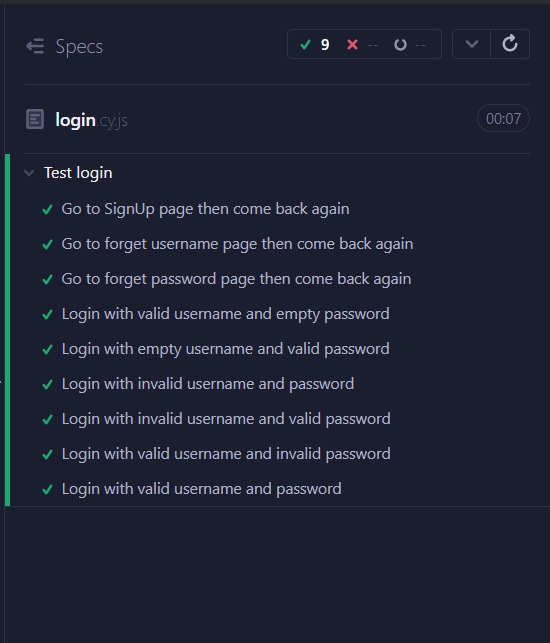 Specs
9 -- --
login.cy.js
00:07
Test login
Go to SignUp page then come back again
Go to forget username page then come back again
Go to forget password page then come back again
Login with valid username and empty password
Login with empty username and valid password
Login with invalid username and password
Login with invalid username and valid password
Login with valid username and invalid password
Login with valid username and password